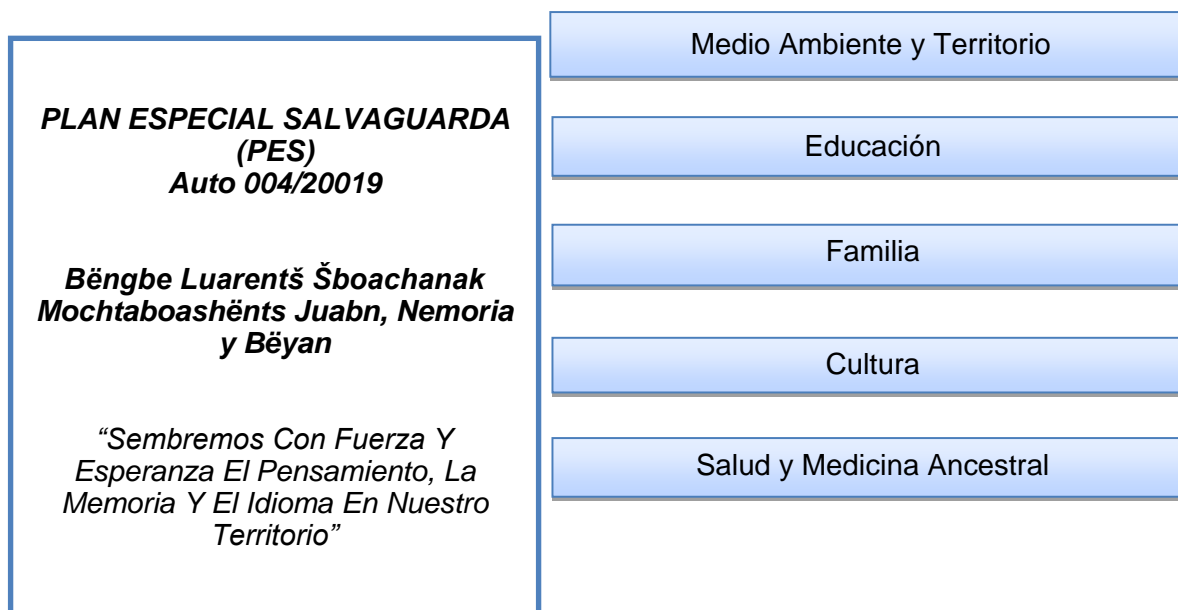 PLAN ESPECIAL SALVAGUARDA
(PES)
Auto 004/20019
Bëngbe Luarentš Šboachanak
Mochtaboashënts Juabn, Nemoria
y Bëyan
“Sembremos Con Fuerza Y
Esperanza El Pensamiento, La
Memoria Y El Idioma En Nuestro
Territorio”
Medio Ambiente y Territorio
Educación
Familia
Cultura
Salud y Medicina Ancestral